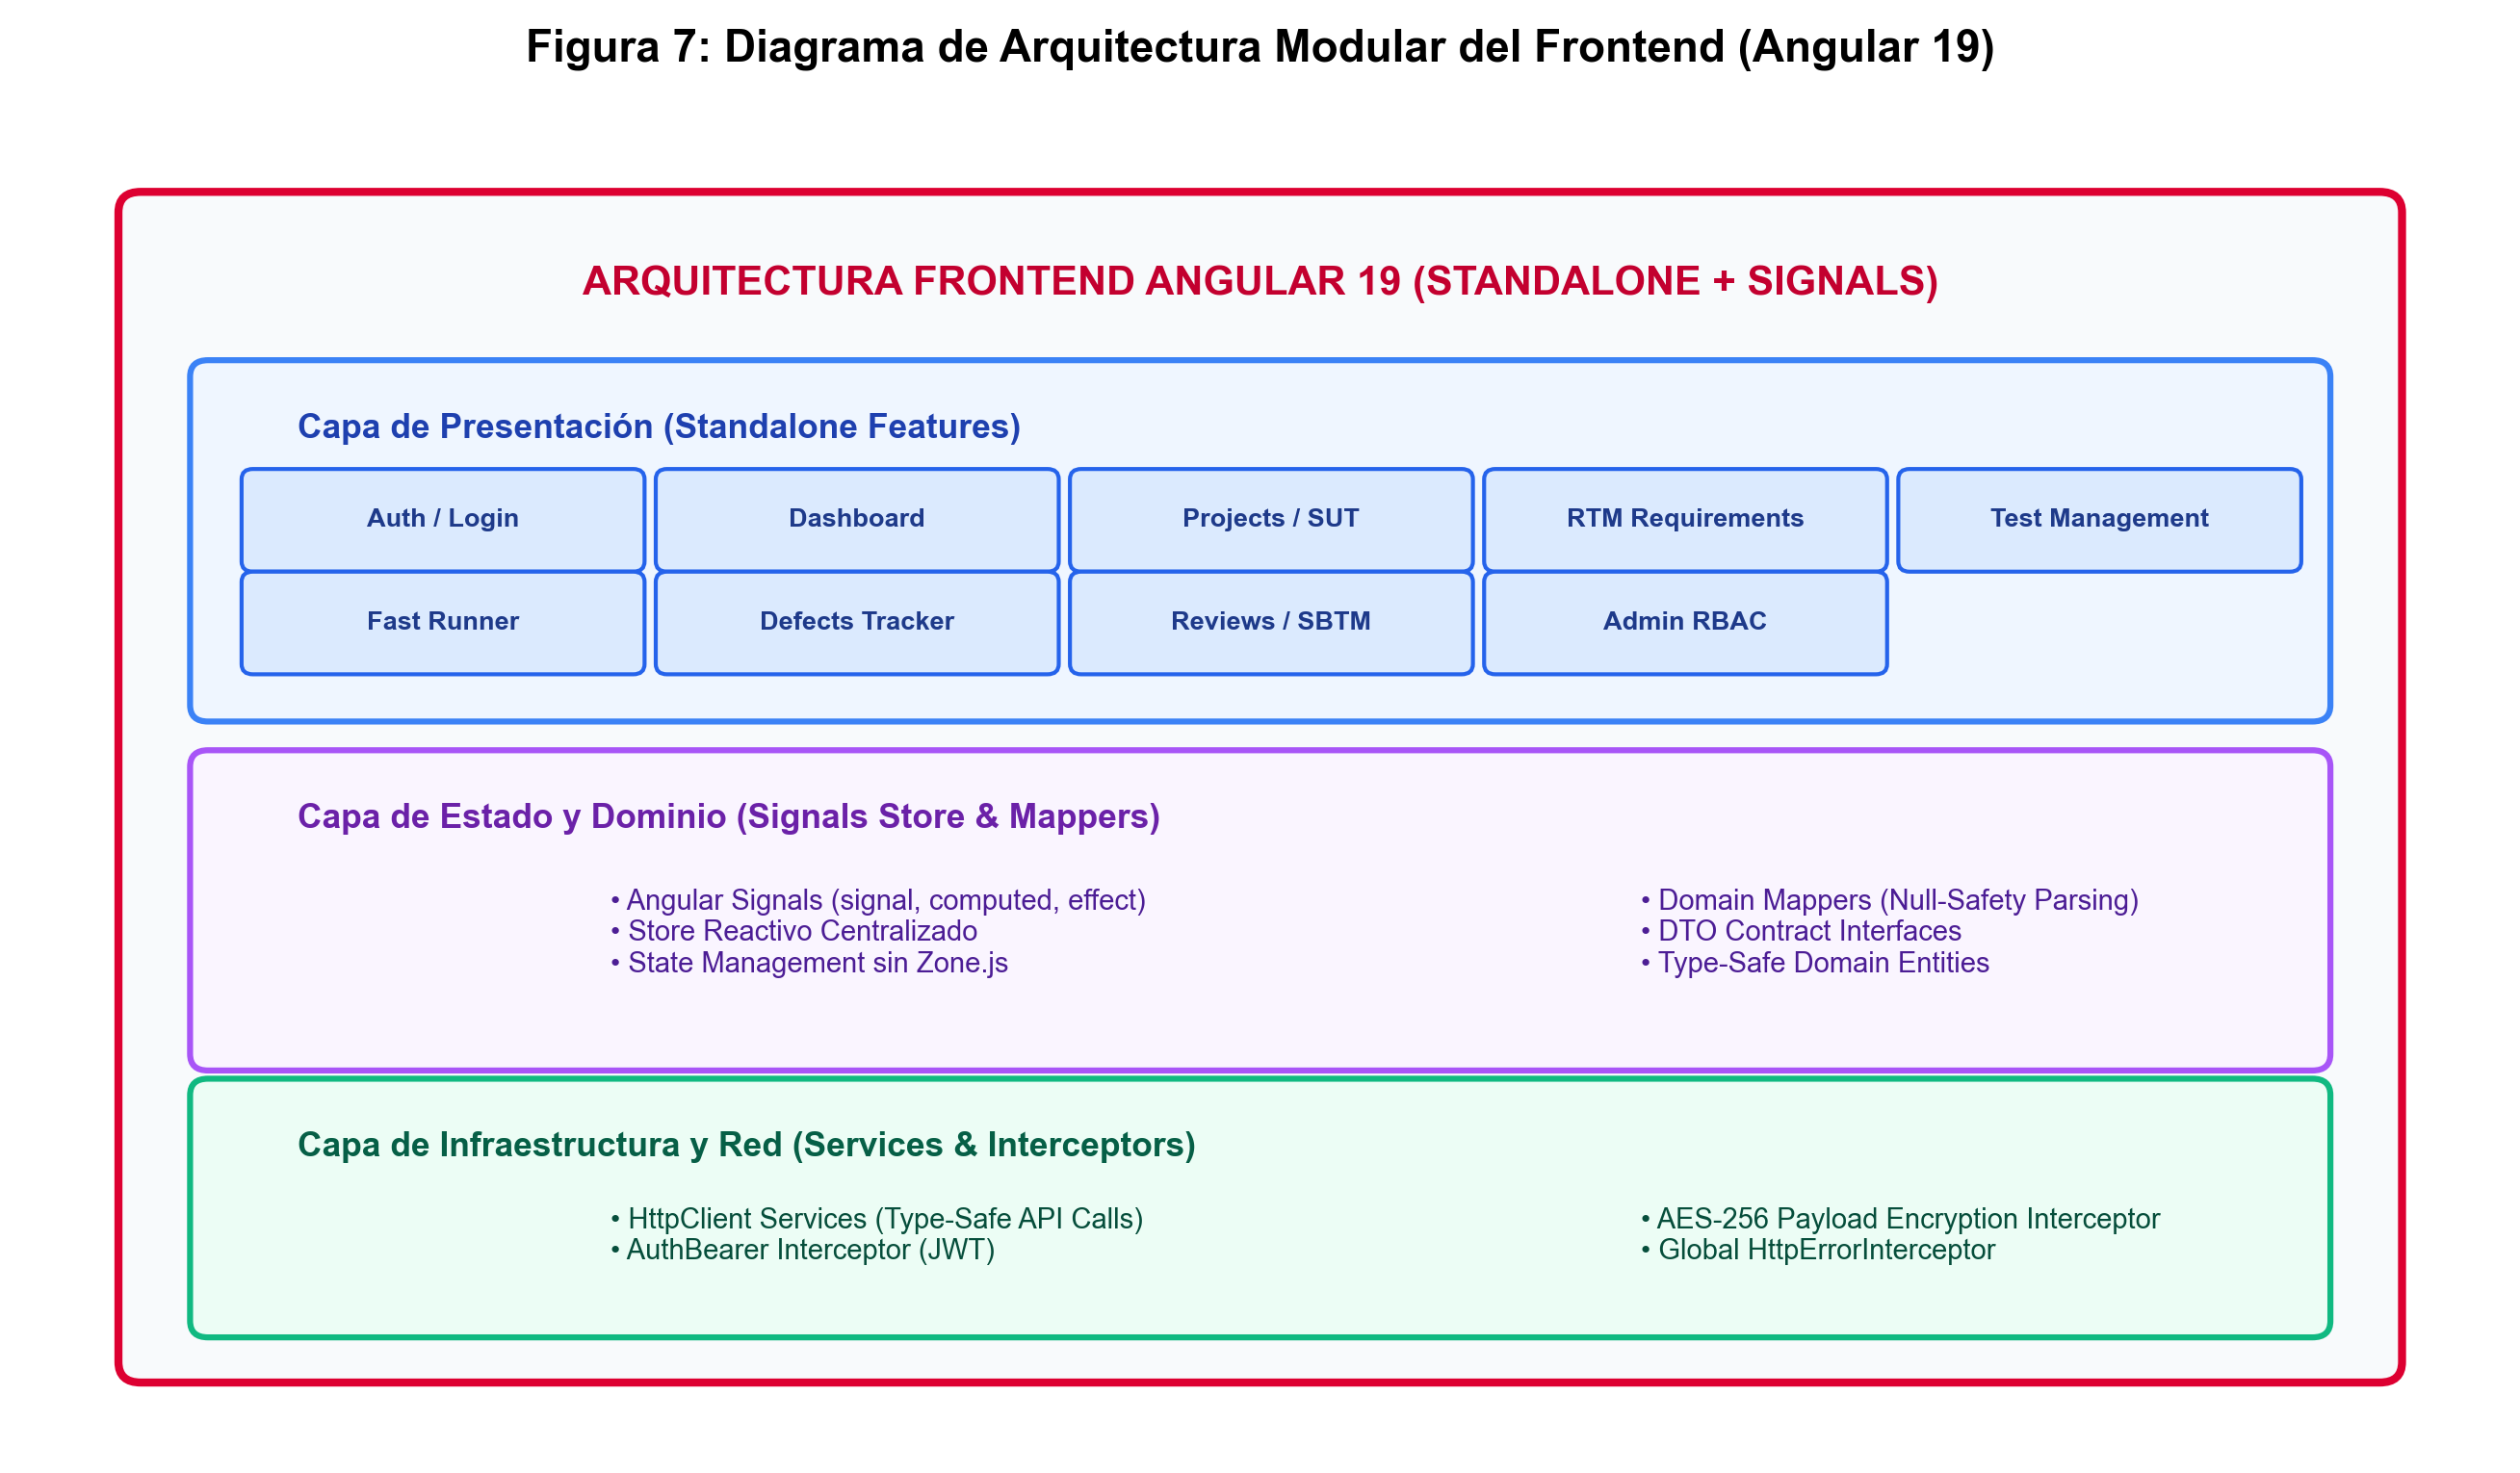 Figura 7: Diagrama de Arquitectura Modular del Frontend (Angular 19)
ARQUITECTURA FRONTEND ANGULAR 19 (STANDALONE + SIGNALS)
Capa de Presentación (Standalone Features)
Auth / Login
Dashboard
Projects / SUT
RTM Requirements
Test Management
Fast Runner
Defects Tracker
Reviews / SBTM
Admin RBAC
Capa de Estado y Dominio (Signals Store & Mappers)
• Angular Signals (signal, computed, effect)
• Store Reactivo Centralizado
• State Management sin Zone.js
• Domain Mappers (Null-Safety Parsing)
• DTO Contract Interfaces
• Type-Safe Domain Entities
Capa de Infraestructura y Red (Services & Interceptors)
• HttpClient Services (Type-Safe API Calls)
• AuthBearer Interceptor (JWT)
• AES-256 Payload Encryption Interceptor
• Global HttpErrorInterceptor